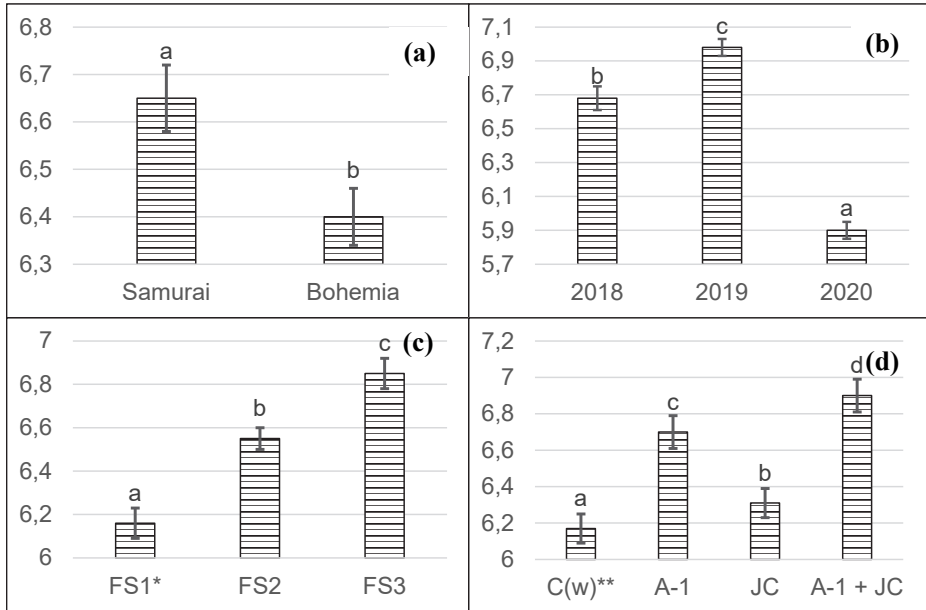 (a)
6,8
6,7
6,6
6,5
6,4
6,3
a
b
Samurai Bohemia
(b)
7,1
6,9
6,7
6,5
6,3
6,1
5,9
5,7
b
c
a
2018 2019 2020
(c)
7
6,8
6,6
6,4
6,2
6
a
b
c
FS1* FS2 FS3
(d)
7,2
7
6,8
6,6
6,4
6,2
6
a
c
b
d
C(w)** A-1 JC A-1 + JC